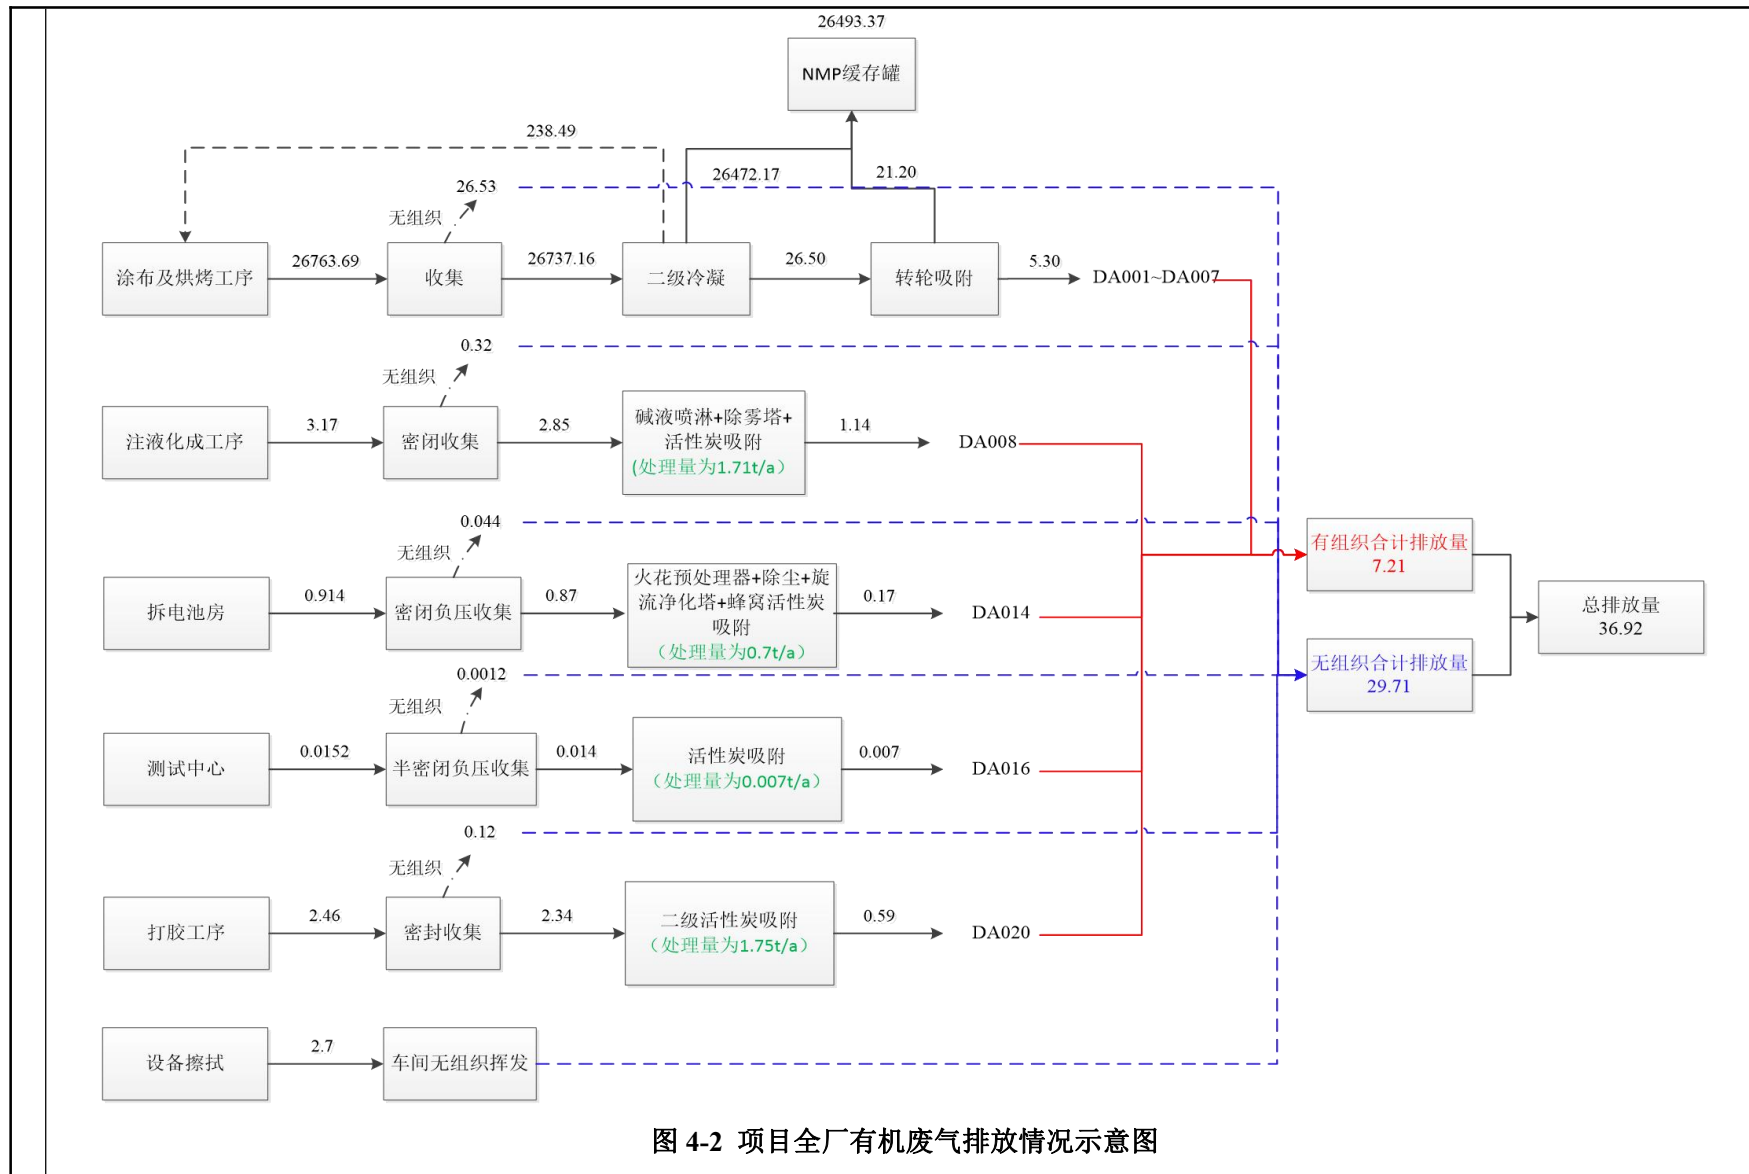 26493.37
NMP缓存罐
238.49
26.53
26472.17
21.20
无组织
涂布及烘烤工序
26763.69
收集
26737.16
二级冷凝
26.50
转轮吸附
5.30
DA001~DA007
0.32
无组织
注液化成工序
3.17
密闭收集
2.85
碱液喷淋+除雾塔+
活性炭吸附
(处理量为1.71t/a）
1.14
DA008
0.044
无组织
拆电池房
0.914
密闭负压收集
0.87
火花预处理器+除尘+旋
流净化塔+蜂窝活性炭
吸附
（处理量为0.7t/a）
0.17
DA014
有组织合计排放量
7.21
总排放量
36.92
无组织合计排放量
29.71
0.0012
无组织
测试中心
0.0152
半密闭负压收集
0.014
活性炭吸附
（处理量为0.007t/a）
0.007
DA016
0.12
无组织
打胶工序
2.46
密封收集
2.34
二级活性炭吸附
（处理量为1.75t/a）
0.59
DA020
设备擦拭
2.7
车间无组织挥发
图 4-2 项目全厂有机废气排放情况示意图